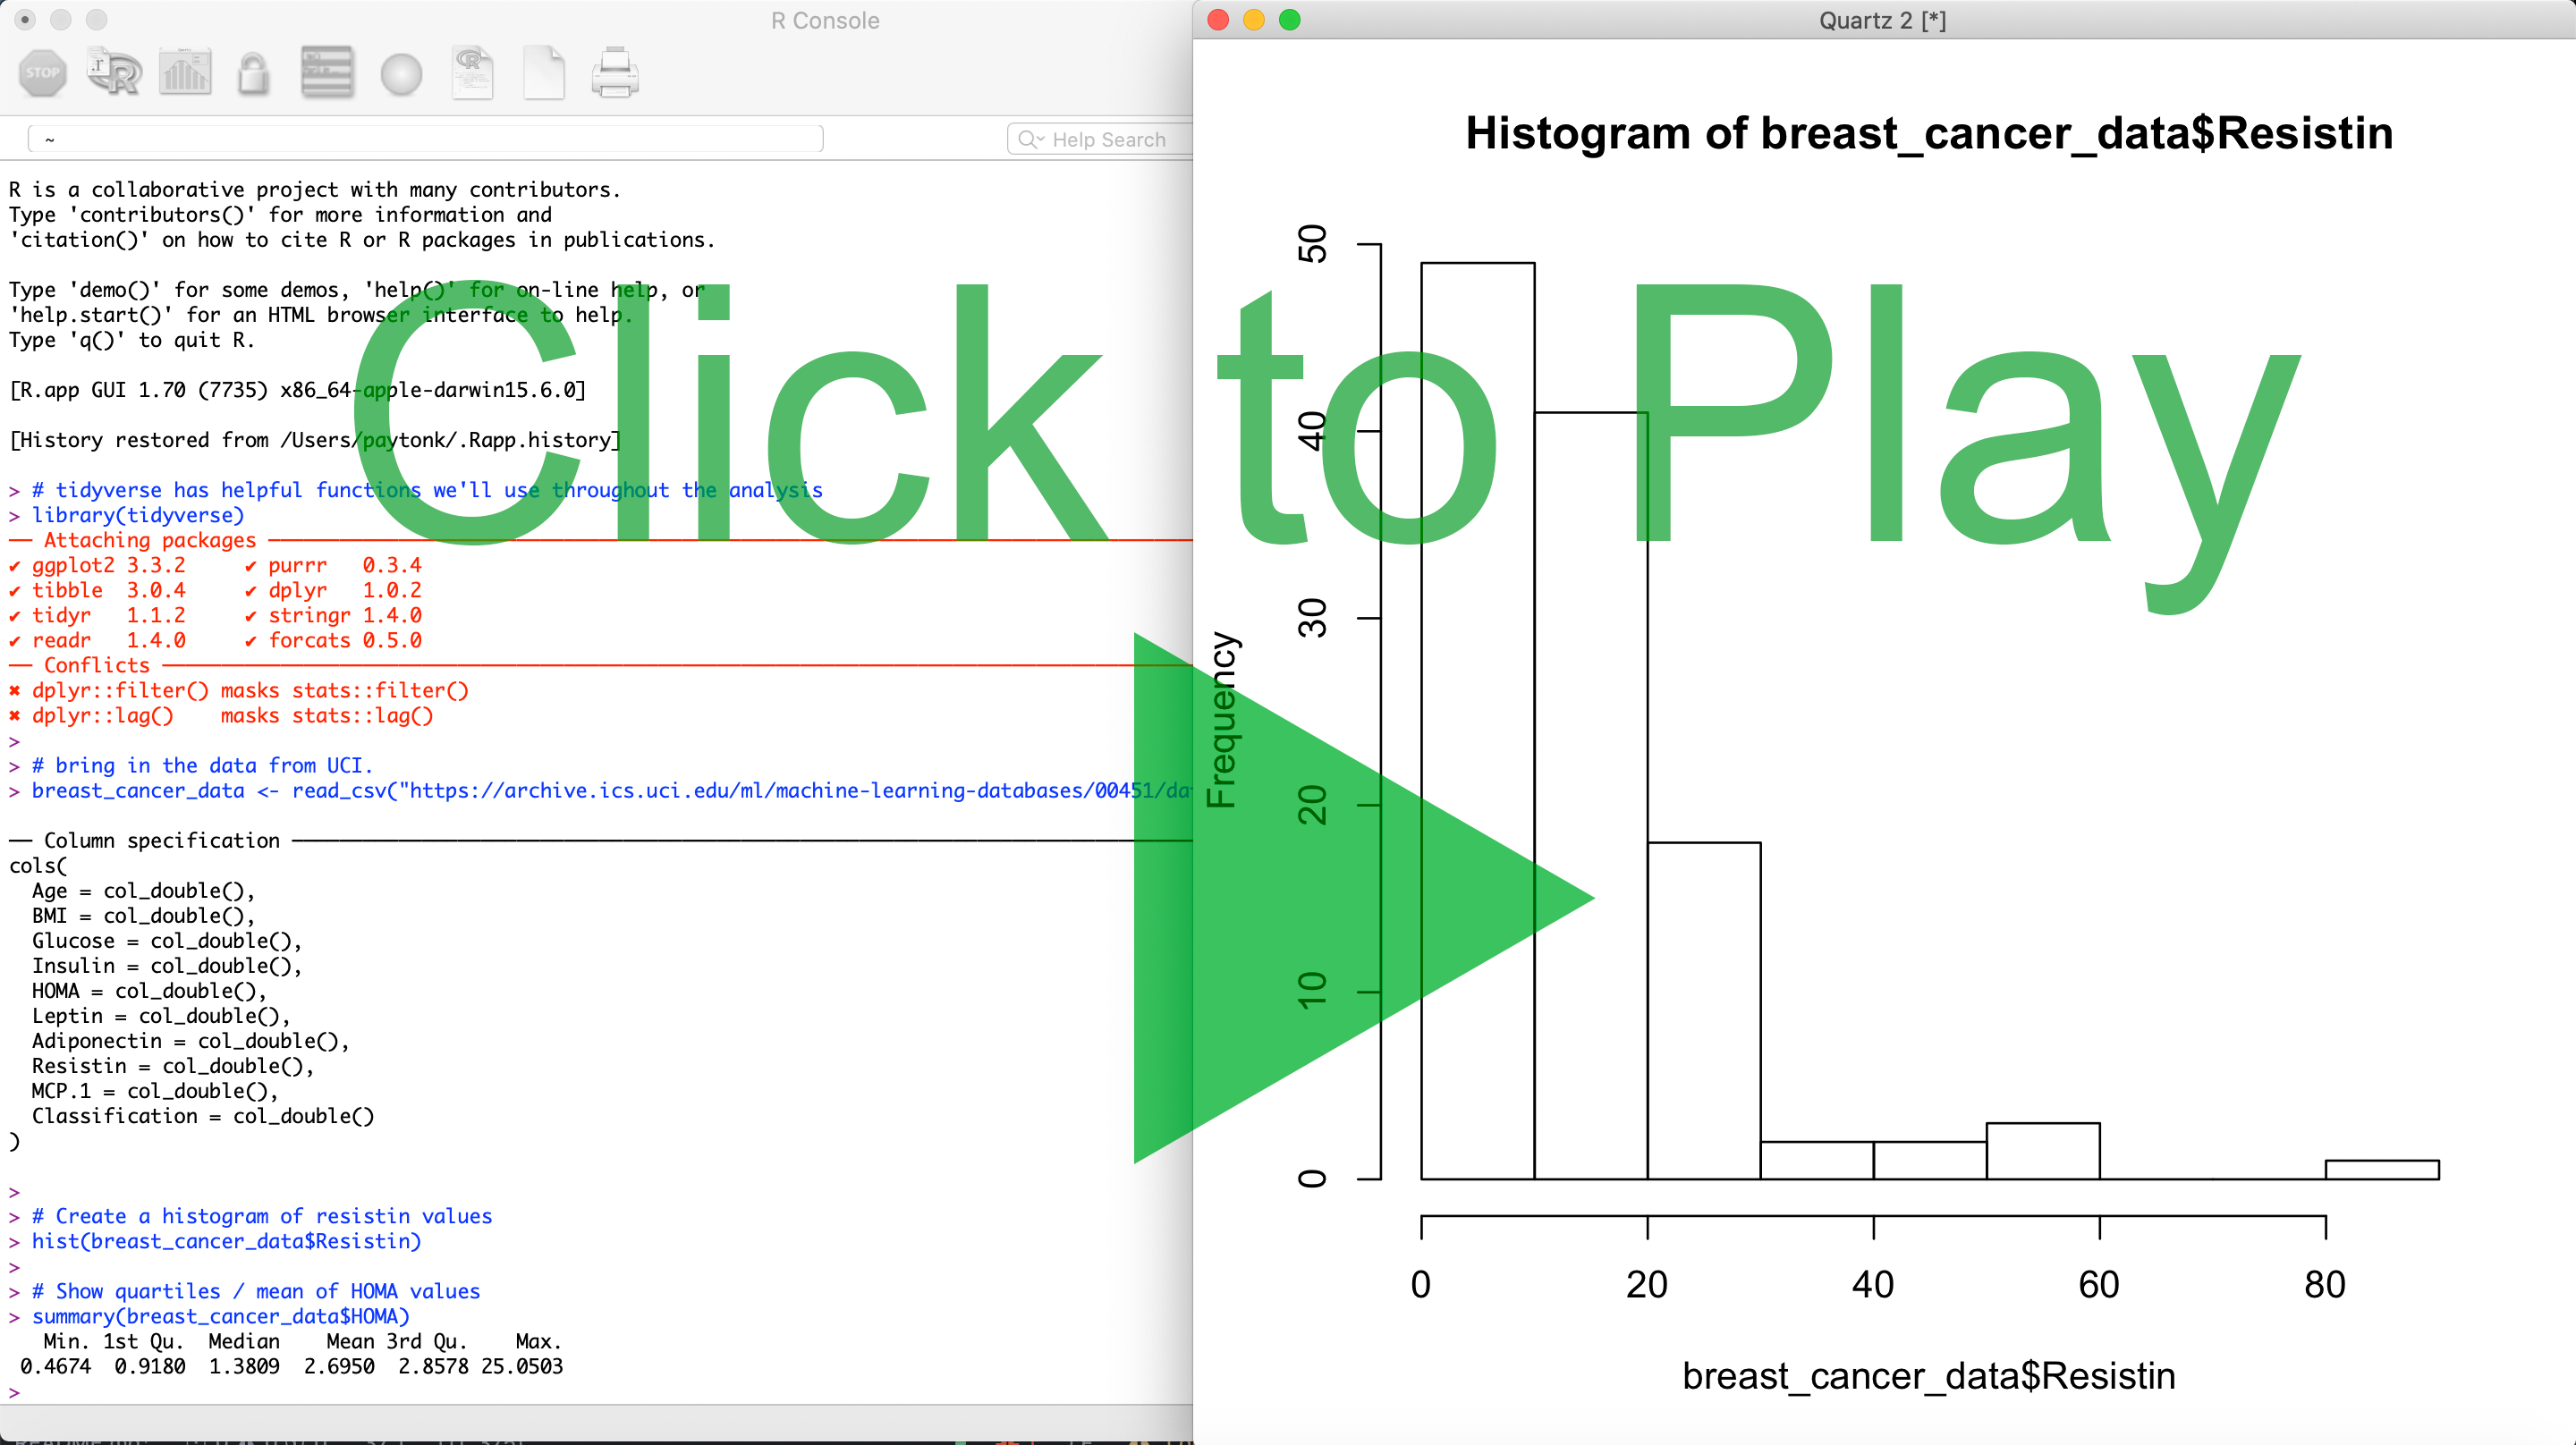 R Console
STOP
~
Help Search
R is a collaborative project with many contributors.
Type 'contributors()' for more information and
'citation()' on how to cite R or R packages in publications.
Type 'demo()' for some demos, 'help()' for on-line help, or
'help.start()' for an HTML browser interface to help.
Type 'q()' to quit R.
[R.app GUI 1.70 (7735) x86_64-apple-darwin15.6.0]
[History restored from /Users/paytonk/.Rapp.history]
> # tidyverse has helpful functions we'll use throughout the analysis
> library(tidyverse)
── Attaching packages ──
✔ ggplot2 3.3.2     ✔ purrr   0.3.4
✔ tibble  3.0.4     ✔ dplyr   1.0.2
✔ tidyr   1.1.2     ✔ stringr 1.4.0
✔ readr   1.4.0     ✔ forcats 0.5.0
── Conflicts ──
✖ dplyr::filter() masks stats::filter()
✖ dplyr::lag()    masks stats::lag()
>
> # bring in the data from UCI.
> breast_cancer_data <- read_csv("https://archive.ics.uci.edu/ml/machine-learning-databases/00451/da
── Column specification ──
cols(
  Age = col_double(),
  BMI = col_double(),
  Glucose = col_double(),
  Insulin = col_double(),
  HOMA = col_double(),
  Leptin = col_double(),
  Adiponectin = col_double(),
  Resistin = col_double(),
  MCP.1 = col_double(),
  Classification = col_double()
)
>
> # Create a histogram of resistin values
> hist(breast_cancer_data$Resistin)
>
> # Show quartiles / mean of HOMA values
> summary(breast_cancer_data$HOMA)
   Min. 1st Qu.  Median    Mean 3rd Qu.    Max.
 0.4674  0.9180  1.3809  2.6950  2.8578 25.0503
>
Click to Play
Quartz 2 [*]
Histogram of breast_cancer_data$Resistin
Frequency
50
40
30
20
10
0
0 20 40 60 80
breast_cancer_data$Resistin